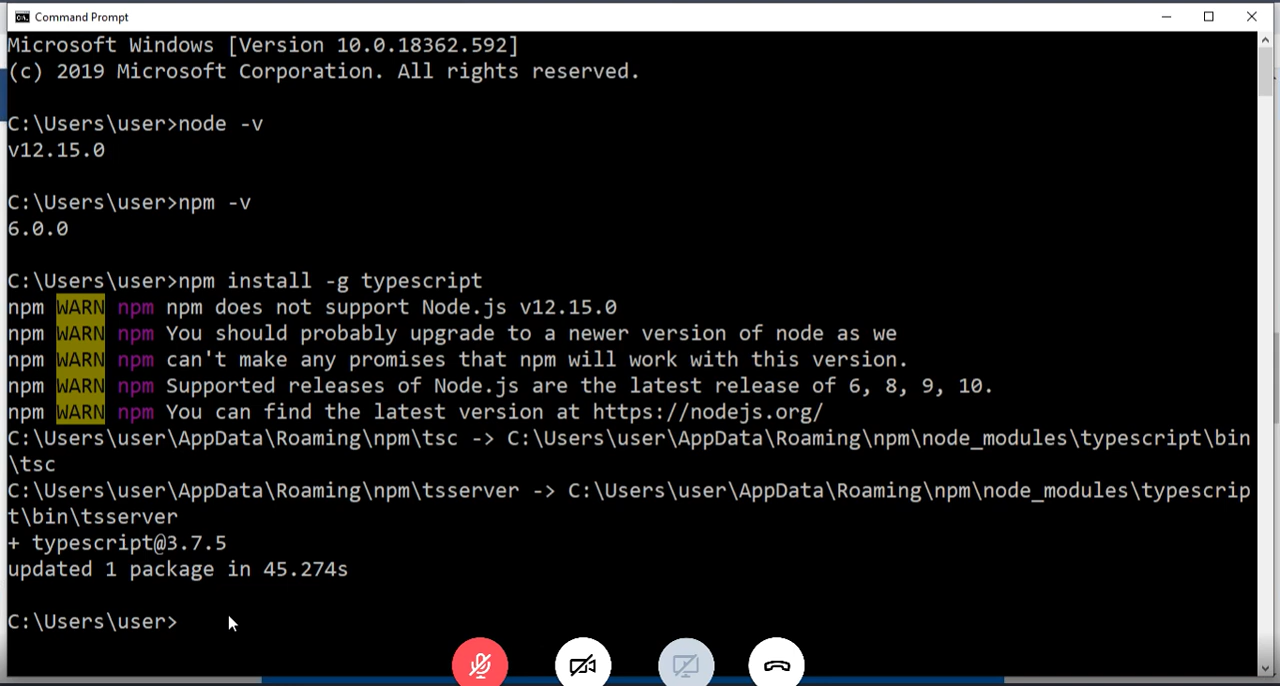 Command Prompt
Microsoft Windows [Version 10.0.18362.592]
(c) 2019 Microsoft Corporation. All rights reserved.
C:\Users\user>node -v
v12.15.0
C:\Users\user>npm -v
6.0.0
C:\Users\user>npm install -g typescript
npm WARN npm npm does not support Node.js v12.15.0
npm WARN npm You should probably upgrade to a newer version of node as we
npm WARN npm can't make any promises that npm will work with this version.
npm WARN npm Supported releases of Node.js are the latest release of 6, 8, 9, 10.
npm WARN npm You can find the latest version at https://nodejs.org/
C:\Users\user\AppData\Roaming\npm\tsc -> C:\Users\user\AppData\Roaming\npm\node_modules\typescript\bin
\tsc
C:\Users\user\AppData\Roaming\npm\tsserver -> C:\Users\user\AppData\Roaming\npm\node_modules\typescrip
t\bin\tsserver
+ typescript@3.7.5
updated 1 package in 45.274s
C:\Users\user>